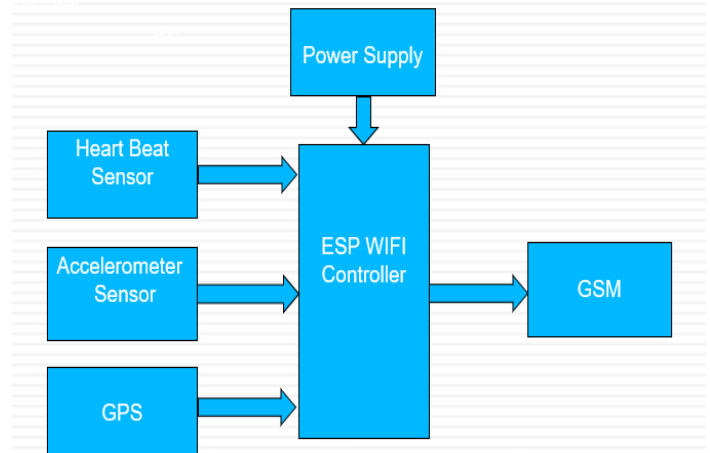 Power Supply
Heart Beat
Sensor
ESP WIFI
Controller
Accelerometer
Sensor
GSM
GPS